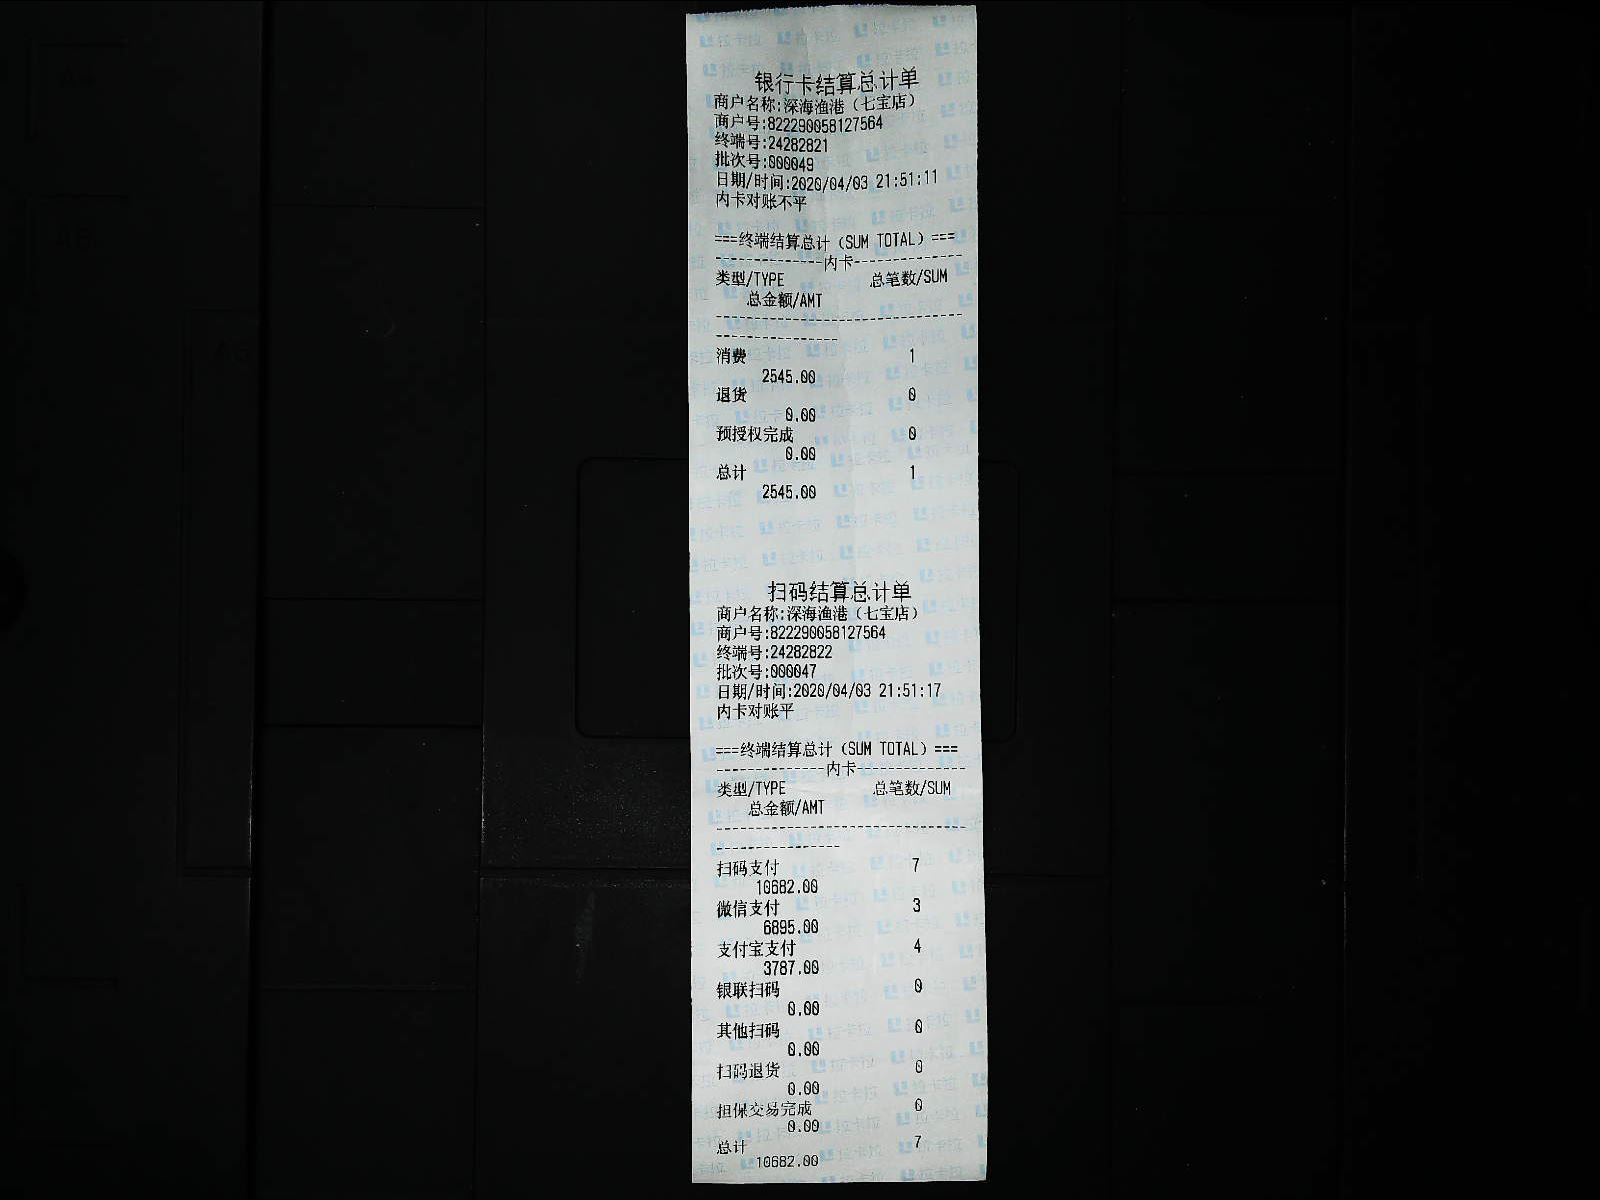 银行卡结算总计单
商户名称:深海渔港（七宝店）
商户号:822290058127564
终端号:24282821
批次号:000049
日期/时间:2020/04/03 21:51:11
内卡对账不平
===终端结算总计（SUM TOTAL）===
--------------内卡--------------
类型/TYPE 总笔数/SUM
总金额/AMT
--------------------------------
----------------
消费 1
2545.00
退货 0
0.00
预授权完成 0
0.00
总计 1
2545.00
扫码结算总计单
商户名称:深海渔港（七宝店）
商户号:822290058127564
终端号:24282822
批次号:000047
日期/时间:2020/04/03 21:51:17
内卡对账平
===终端结算总计（SUM TOTAL）===
--------------内卡--------------
类型/TYPE 总笔数/SUM
总金额/AMT
--------------------------------
----------------
扫码支付 7
10682.00
微信支付 3
6895.00
支付宝支付 4
3787.00
银联扫码 0
0.00
其他扫码 0
0.00
扫码退货 0
0.00
担保交易完成 0
0.00
总计 7
10682.00